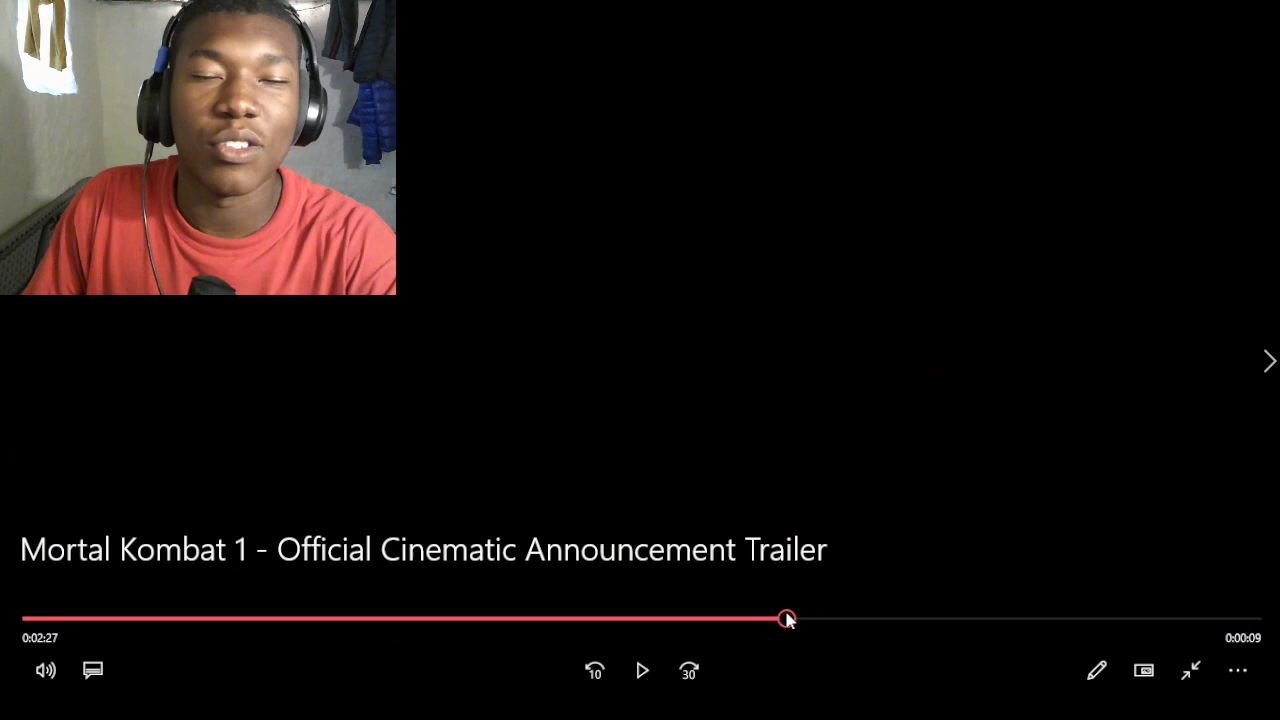 Mortal Kombat 1 - Official Cinematic Announcement Trailer
0:02:27
0:00:09
10
30